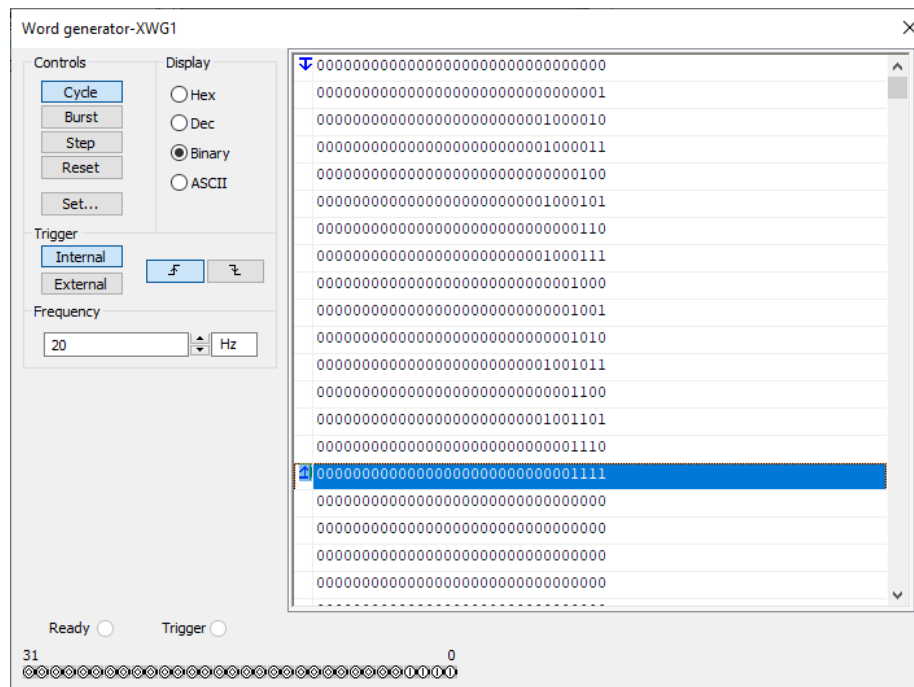 Word generator-XWG1
Controls
Cycle
Burst
Step
Reset
Set...
Display
Hex
Dec
Binary
ASCII
Trigger
Internal
External
Frequency
20 Hz
00000000000000000000000000000000
00000000000000000000000000000001
00000000000000000000000001000010
00000000000000000000000001000011
00000000000000000000000000000100
00000000000000000000000001000101
00000000000000000000000000000110
00000000000000000000000001000111
00000000000000000000000000001000
00000000000000000000000000001001
00000000000000000000000000001010
00000000000000000000000001001011
00000000000000000000000000001100
00000000000000000000000001001101
00000000000000000000000000001110
00000000000000000000000000001111
00000000000000000000000000000000
00000000000000000000000000000000
00000000000000000000000000000000
00000000000000000000000000000000
Ready Trigger
31 0